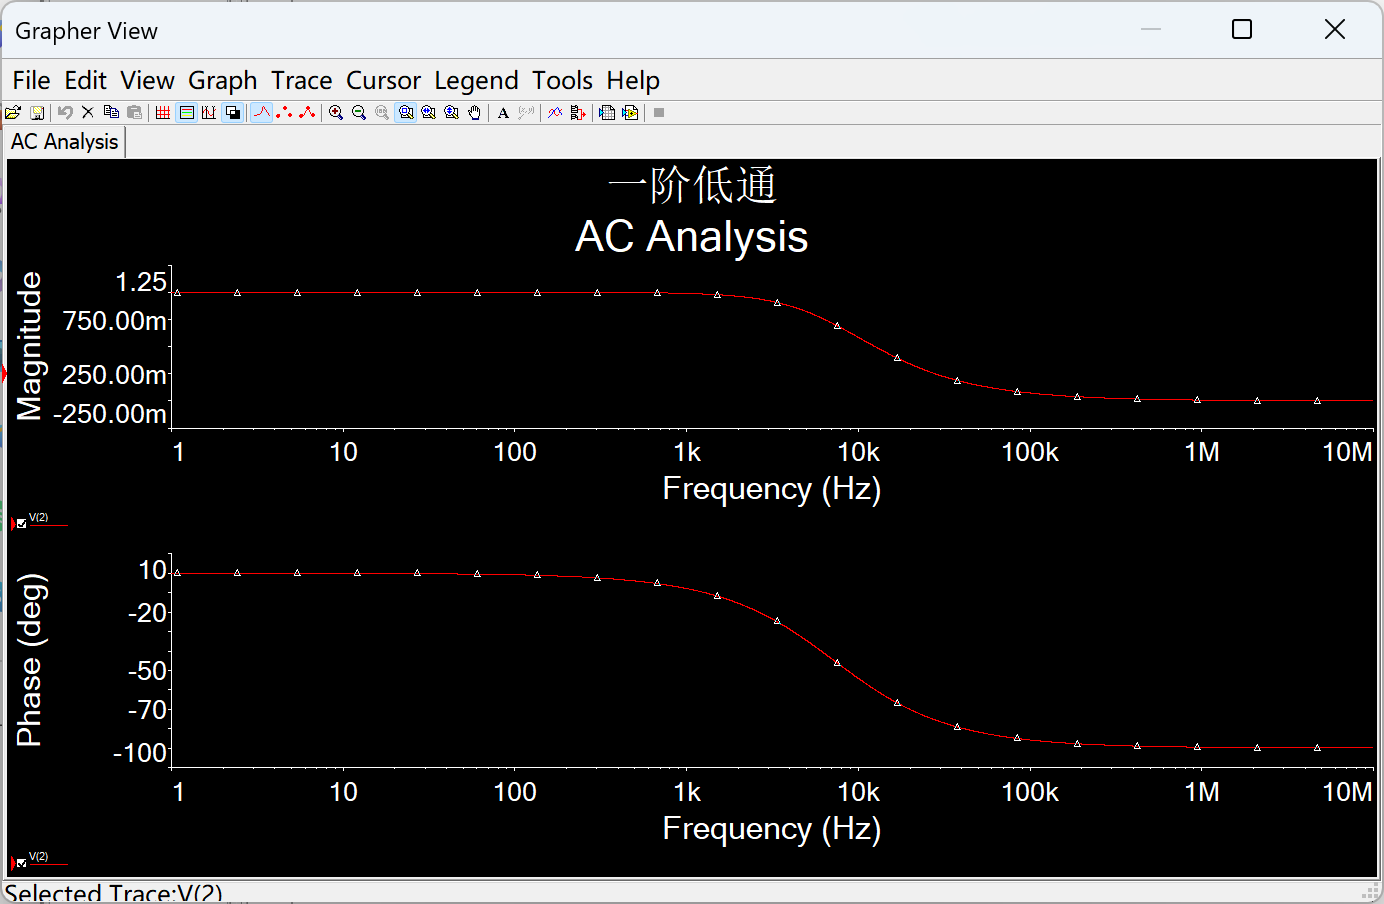 Grapher View
File Edit View Graph Trace Cursor Legend Tools Help
AC Analysis
一阶低通
AC Analysis
Magnitude
1.25
750.00m
250.00m
-250.00m
1 10 100 1k 10k 100k 1M 10M
Frequency (Hz)
V(2)
Phase (deg)
10
-20
-50
-70
-100
1 10 100 1k 10k 100k 1M 10M
Frequency (Hz)
V(2)
Selected Trace:V(2)